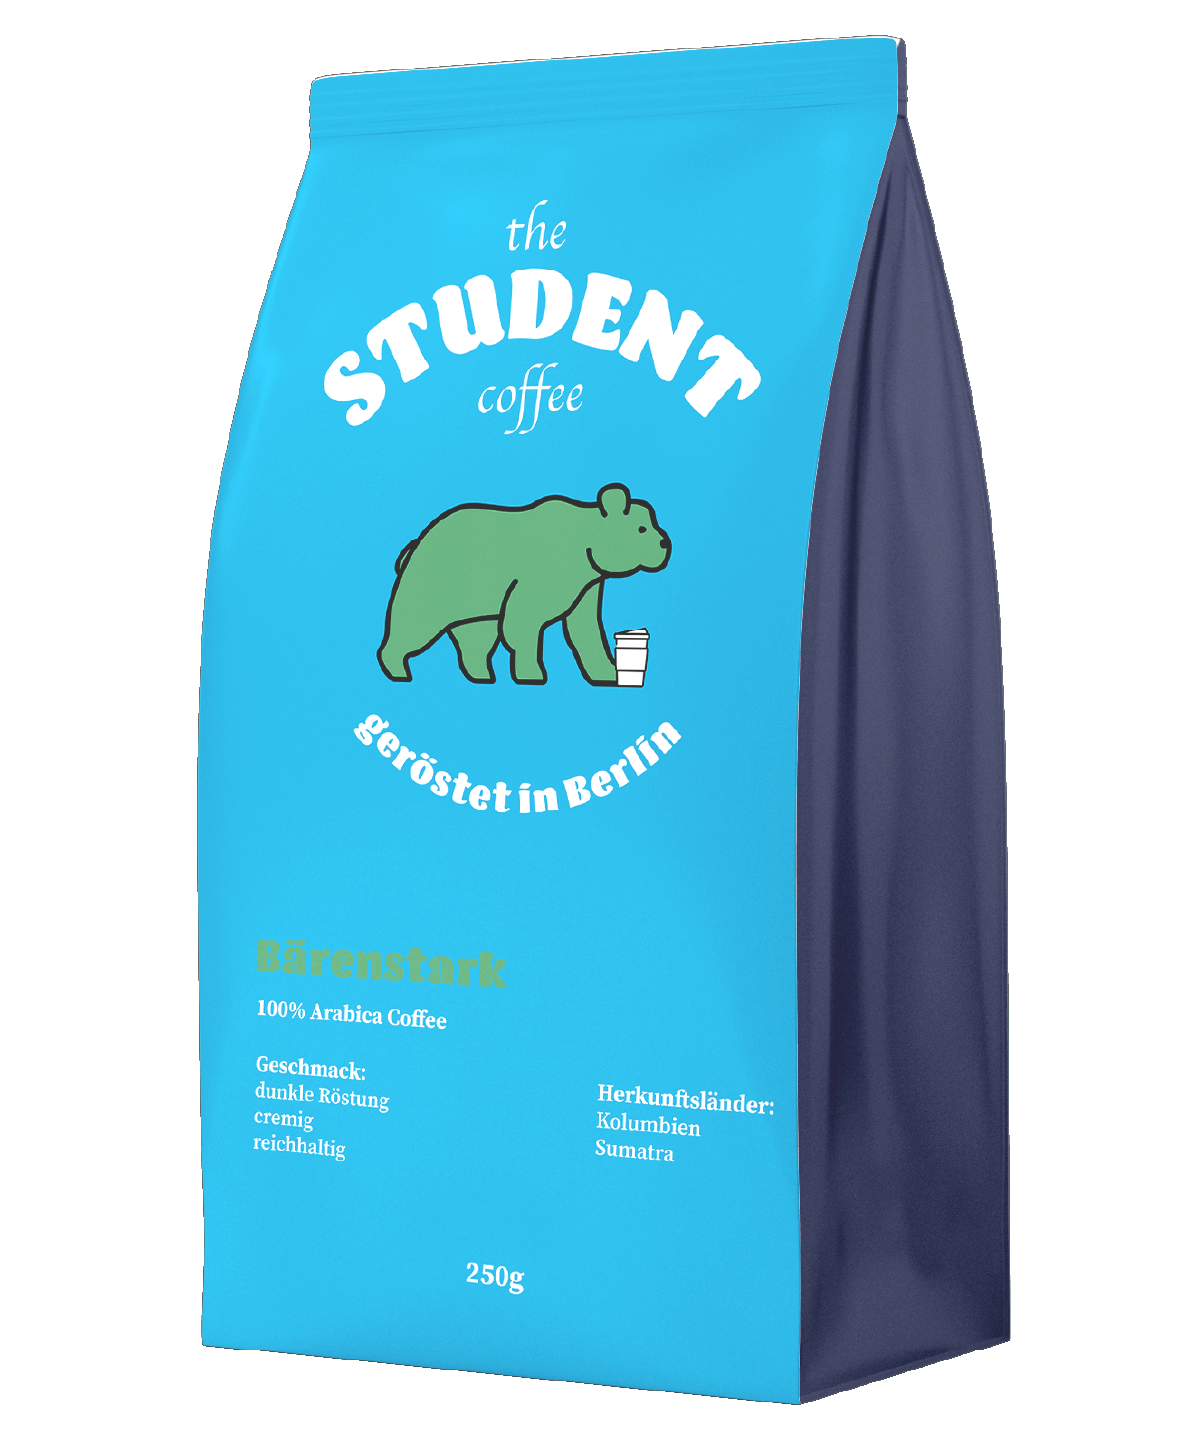 the
STUDENT
coffee
geröstet in Berlin
Bärenstark
100% Arabica Coffee
Geschmack:
dunkle Röstung
cremig
reichhaltig
Herkunftsländer:
Kolumbien
Sumatra
250g